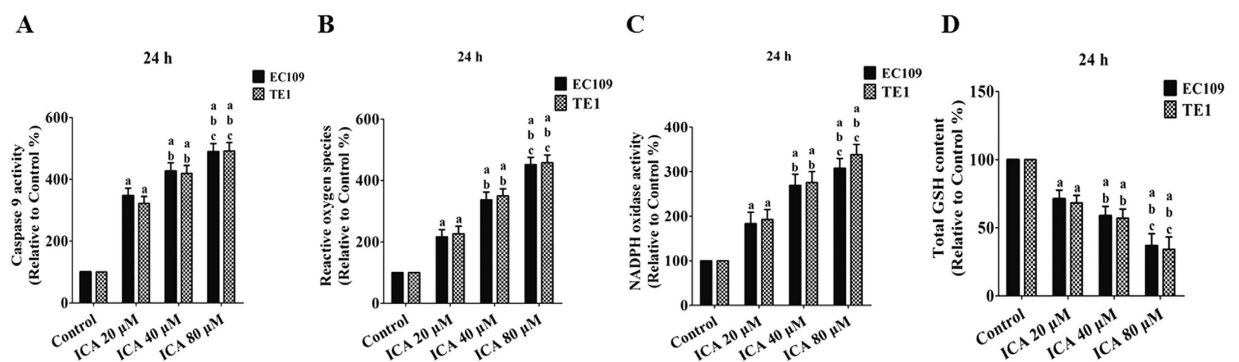 A
24 h
EC109
TE1
Caspase 9 activity
(Relative to Control %)
600
400
200
0
a a
a a
b b
a a
b b
c c
Control
ICA 20 µM
ICA 40 µM
ICA 80 µM
B
24 h
EC109
TE1
Reactive oxygen species
(Relative to Control %)
600
400
200
0
a a
a a
b b
a a
b b
c c
Control
ICA 20 µM
ICA 40 µM
ICA 80 µM
C
24 h
EC109
TE1
NADPH oxidase activity
(Relative to Control %)
400
300
200
100
0
a a
a a
b b
a a
b b
c c
Control
ICA 20 µM
ICA 40 µM
ICA 80 µM
D
24 h
EC109
TE1
Total GSH content
(Relative to Control %)
150
100
50
0
a a
a a
b b
a a
b b
c c
Control
ICA 20 µM
ICA 40 µM
ICA 80 µM